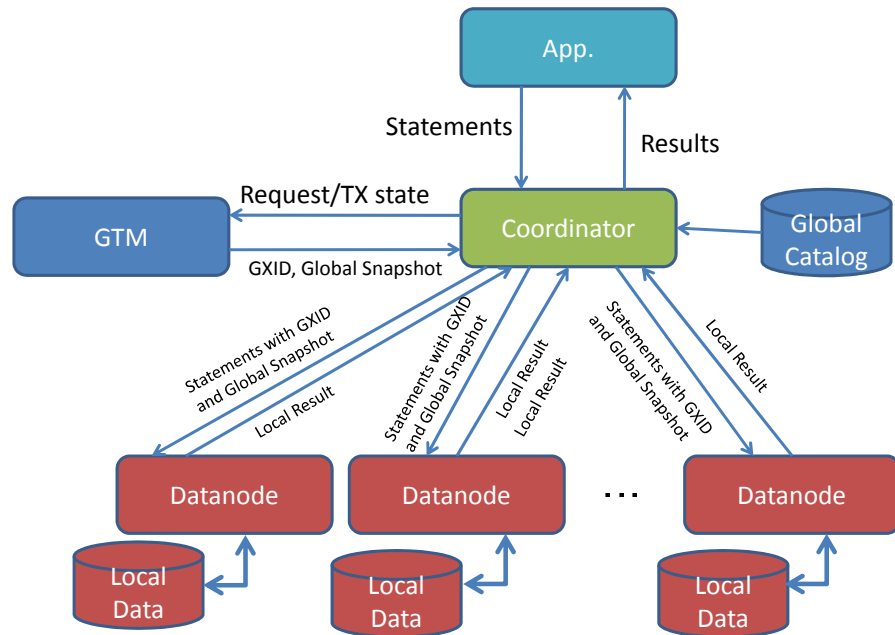 App.
Statements
Results
Request/TX state
GTM
Coordinator
Global
Catalog
GXID, Global Snapshot
Statements with GXID
and Global Snapshot
Local Result
Statements with GXID
and Global Snapshot
Local Result
Local Result
Statements with GXID
and Global Snapshot
Local Result
Datanode
Datanode
...
Datanode
Local
Data
Local
Data
Local
Data